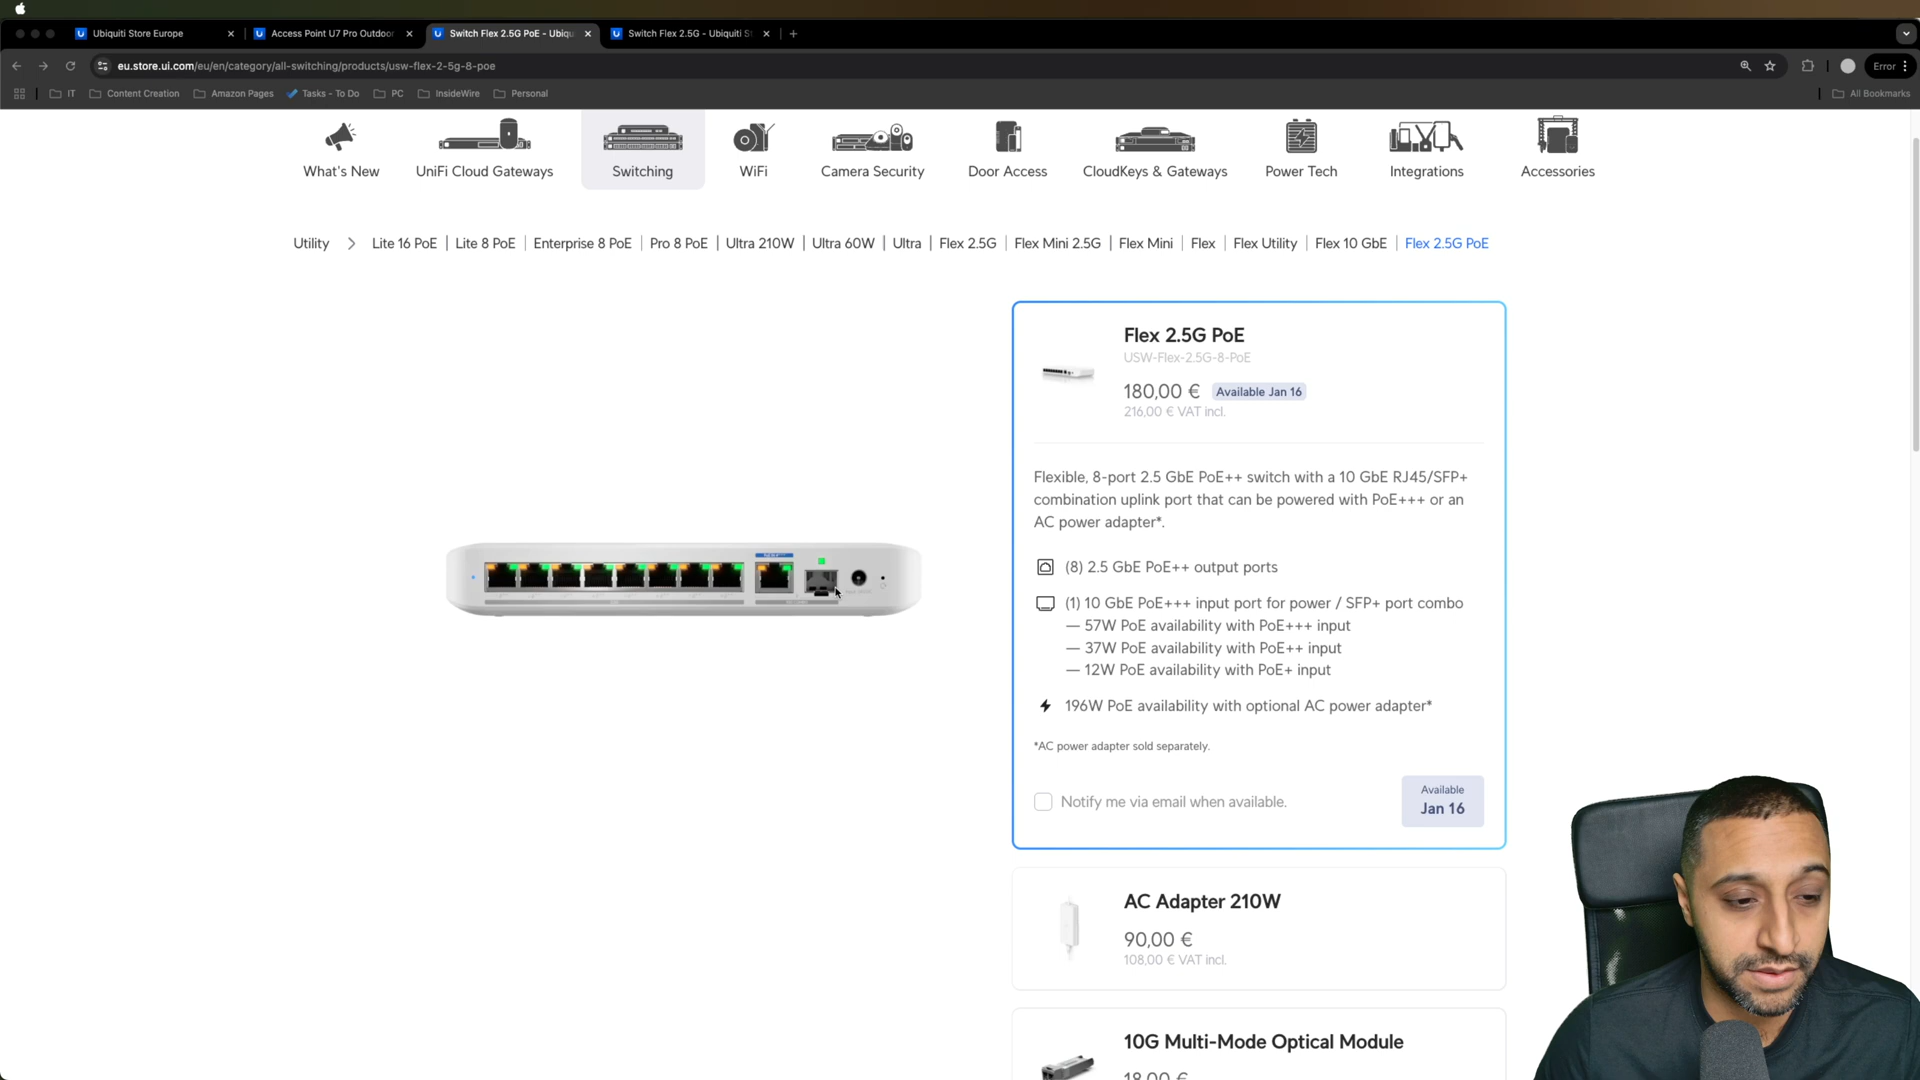 Ubiquiti Store Europe
Access Point U7 Pro Outdoor
Switch Flex 2.5G PoE - Ubiqu
Switch Flex 2.5G - Ubiquiti S
eu.store.ui.com/eu/en/category/all-switching/products/usw-flex-2-5g-8-poe
Error
IT
Content Creation
Amazon Pages
Tasks - To Do
PC
InsideWire
Personal
All Bookmarks
What's New
UniFi Cloud Gateways
Switching
WiFi
Camera Security
Door Access
CloudKeys & Gateways
Power Tech
Integrations
Accessories
Utility
Lite 16 PoE | Lite 8 PoE | Enterprise 8 PoE | Pro 8 PoE | Ultra 210W | Ultra 60W | Ultra | Flex 2.5G | Flex Mini 2.5G | Flex Mini | Flex | Flex Utility | Flex 10 GbE | Flex 2.5G PoE
Flex 2.5G PoE
USW-Flex-2.5G-8-PoE
180,00 € Available Jan 16
216,00 € VAT incl.
Flexible, 8-port 2.5 GbE PoE++ switch with a 10 GbE RJ45/SFP+
combination uplink port that can be powered with PoE+++ or an
AC power adapter*.
(8) 2.5 GbE PoE++ output ports
(1) 10 GbE PoE+++ input port for power / SFP+ port combo
— 57W PoE availability with PoE+++ input
— 37W PoE availability with PoE++ input
— 12W PoE availability with PoE+ input
196W PoE availability with optional AC power adapter*
*AC power adapter sold separately.
Notify me via email when available.
Available
Jan 16
AC Adapter 210W
90,00 €
108,00 € VAT incl.
10G Multi-Mode Optical Module
18,00 €